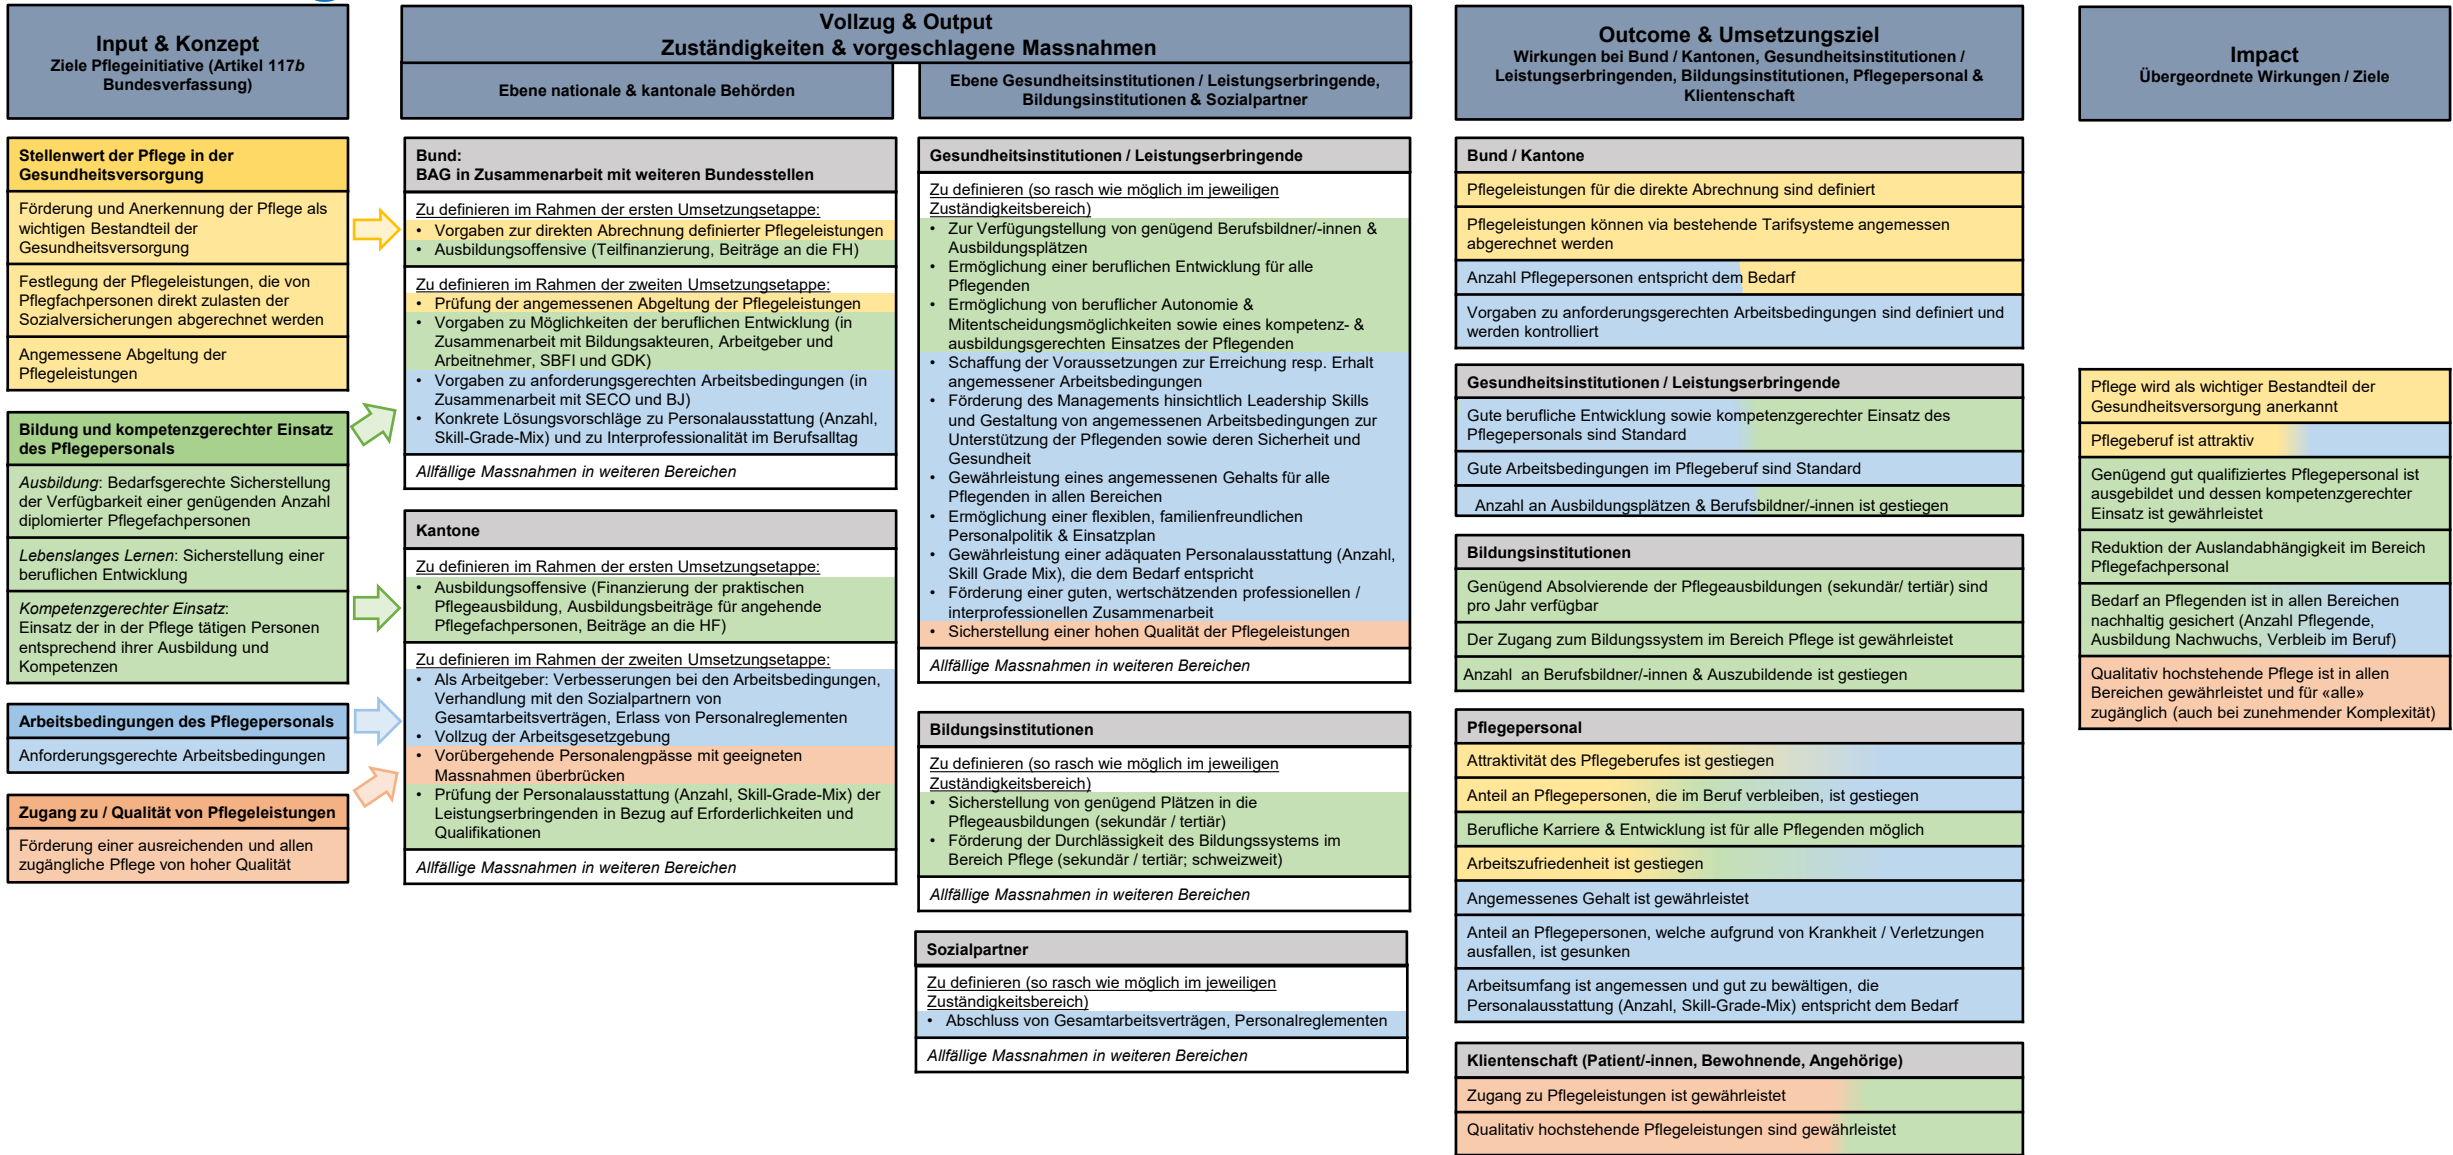 Input & Konzept
Ziele Pflegeinitiative (Artikel 117b
Bundesverfassung)
Stellenwert der Pflege in der
Gesundheitsversorgung
Förderung und Anerkennung der Pflege als
wichtigen Bestandteil der
Gesundheitsversorgung
Festlegung der Pflegeleistungen, die von
Pflegfachpersonen direkt zulasten der
Sozialversicherungen abgerechnet werden
Angemessene Abgeltung der
Pflegeleistungen
Bildung und kompetenzgerechter Einsatz
des Pflegepersonals
Ausbildung: Bedarfsgerechte Sicherstellung
der Verfügbarkeit einer genügenden Anzahl
diplomierter Pflegefachpersonen
Lebenslanges Lernen: Sicherstellung einer
beruflichen Entwicklung
Kompetenzgerechter Einsatz:
Einsatz der in der Pflege tätigen Personen
entsprechend ihrer Ausbildung und
Kompetenzen
Arbeitsbedingungen des Pflegepersonals
Anforderungsgerechte Arbeitsbedingungen
Zugang zu / Qualität von Pflegeleistungen
Förderung einer ausreichenden und allen
zugängliche Pflege von hoher Qualität
Vollzug & Output
Zuständigkeiten & vorgeschlagene Massnahmen
Ebene nationale & kantonale Behörden
Bund:
BAG in Zusammenarbeit mit weiteren Bundesstellen
Zu definieren im Rahmen der ersten Umsetzungsetappe:
• Vorgaben zur direkten Abrechnung definierter Pflegeleistungen
• Ausbildungsoffensive (Teilfinanzierung, Beiträge an die FH)
Zu definieren im Rahmen der zweiten Umsetzungsetappe:
• Prüfung der angemessenen Abgeltung der Pflegeleistungen
• Vorgaben zu Möglichkeiten der beruflichen Entwicklung (in
Zusammenarbeit mit Bildungsakteuren, Arbeitgeber und
Arbeitnehmer, SBFI und GDK)
• Vorgaben zu anforderungsgerechten Arbeitsbedingungen (in
Zusammenarbeit mit SECO und BJ)
• Konkrete Lösungsvorschläge zu Personalausstattung (Anzahl,
Skill-Grade-Mix) und zu Interprofessionalität im Berufsalltag
Allfällige Massnahmen in weiteren Bereichen
Kantone
Zu definieren im Rahmen der ersten Umsetzungsetappe:
• Ausbildungsoffensive (Finanzierung der praktischen
Pflegeausbildung, Ausbildungsbeiträge für angehende
Pflegefachpersonen, Beiträge an die HF)
Zu definieren im Rahmen der zweiten Umsetzungsetappe:
• Als Arbeitgeber: Verbesserungen bei den Arbeitsbedingungen,
Verhandlung mit den Sozialpartnern von
Gesamtarbeitsverträgen, Erlass von Personalreglementen
• Vollzug der Arbeitsgesetzgebung
• Vorübergehende Personalengpässe mit geeigneten
Massnahmen überbrücken
• Prüfung der Personalausstattung (Anzahl, Skill-Grade-Mix) der
Leistungserbringenden in Bezug auf Erforderlichkeiten und
Qualifikationen
Allfällige Massnahmen in weiteren Bereichen
Ebene Gesundheitsinstitutionen / Leistungserbringende,
Bildungsinstitutionen & Sozialpartner
Gesundheitsinstitutionen / Leistungserbringende
Zu definieren (so rasch wie möglich im jeweiligen
Zuständigkeitsbereich)
• Zur Verfügungstellung von genügend Berufsbildner/-innen &
Ausbildungsplätzen
• Ermöglichung einer beruflichen Entwicklung für alle
Pflegenden
• Ermöglichung von beruflicher Autonomie &
Mitentscheidungsmöglichkeiten sowie eines kompetenz- &
ausbildungsgerechten Einsatzes der Pflegenden
• Schaffung der Voraussetzungen zur Erreichung resp. Erhalt
angemessener Arbeitsbedingungen
• Förderung des Managements hinsichtlich Leadership Skills
und Gestaltung von angemessenen Arbeitsbedingungen zur
Unterstützung der Pflegenden sowie deren Sicherheit und
Gesundheit
• Gewährleistung eines angemessenen Gehalts für alle
Pflegenden in allen Bereichen
• Ermöglichung einer flexiblen, familienfreundlichen
Personalpolitik & Einsatzplan
• Gewährleistung einer adäquaten Personalausstattung (Anzahl,
Skill Grade Mix), die dem Bedarf entspricht
• Förderung einer guten, wertschätzenden professionellen /
interprofessionellen Zusammenarbeit
• Sicherstellung einer hohen Qualität der Pflegeleistungen
Allfällige Massnahmen in weiteren Bereichen
Bildungsinstitutionen
Zu definieren (so rasch wie möglich im jeweiligen
Zuständigkeitsbereich)
• Sicherstellung von genügend Plätzen in die
Pflegeausbildungen (sekundär / tertiär)
• Förderung der Durchlässigkeit des Bildungssystems im
Bereich Pflege (sekundär / tertiär; schweizweit)
Allfällige Massnahmen in weiteren Bereichen
Sozialpartner
Zu definieren (so rasch wie möglich im jeweiligen
Zuständigkeitsbereich)
• Abschluss von Gesamtarbeitsverträgen, Personalreglementen
Allfällige Massnahmen in weiteren Bereichen
Outcome & Umsetzungsziel
Wirkungen bei Bund / Kantonen, Gesundheitsinstitutionen /
Leistungserbringenden, Bildungsinstitutionen, Pflegepersonal &
Klientenschaft
Bund / Kantone
Pflegeleistungen für die direkte Abrechnung sind definiert
Pflegeleistungen können via bestehende Tarifsysteme angemessen
abgerechnet werden
Anzahl Pflegepersonen entspricht dem Bedarf
Vorgaben zu anforderungsgerechten Arbeitsbedingungen sind definiert und
werden kontrolliert
Gesundheitsinstitutionen / Leistungserbringende
Gute berufliche Entwicklung sowie kompetenzgerechter Einsatz des
Pflegepersonals sind Standard
Gute Arbeitsbedingungen im Pflegeberuf sind Standard
Anzahl an Ausbildungsplätzen & Berufsbildner/-innen ist gestiegen
Bildungsinstitutionen
Genügend Absolvierende der Pflegeausbildungen (sekundär/ tertiär) sind
pro Jahr verfügbar
Der Zugang zum Bildungssystem im Bereich Pflege ist gewährleistet
Anzahl an Berufsbildner/-innen & Auszubildende ist gestiegen
Pflegepersonal
Attraktivität des Pflegeberufes ist gestiegen
Anteil an Pflegepersonen, die im Beruf verbleiben, ist gestiegen
Berufliche Karriere & Entwicklung ist für alle Pflegenden möglich
Arbeitszufriedenheit ist gestiegen
Angemessenes Gehalt ist gewährleistet
Anteil an Pflegepersonen, welche aufgrund von Krankheit / Verletzungen
ausfallen, ist gesunken
Arbeitsumfang ist angemessen und gut zu bewältigen, die
Personalausstattung (Anzahl, Skill-Grade-Mix) entspricht dem Bedarf
Klientenschaft (Patient/-innen, Bewohnende, Angehörige)
Zugang zu Pflegeleistungen ist gewährleistet
Qualitativ hochstehende Pflegeleistungen sind gewährleistet
Impact
Übergeordnete Wirkungen / Ziele
Pflege wird als wichtiger Bestandteil der
Gesundheitsversorgung anerkannt
Pflegeberuf ist attraktiv
Genügend gut qualifiziertes Pflegepersonal ist
ausgebildet und dessen kompetenzgerechter
Einsatz ist gewährleistet
Reduktion der Auslandabhängigkeit im Bereich
Pflegefachpersonal
Bedarf an Pflegenden ist in allen Bereichen
nachhaltig gesichert (Anzahl Pflegende,
Ausbildung Nachwuchs, Verbleib im Beruf)
Qualitativ hochstehende Pflege ist in allen
Bereichen gewährleistet und für «alle»
zugänglich (auch bei zunehmender Komplexität)